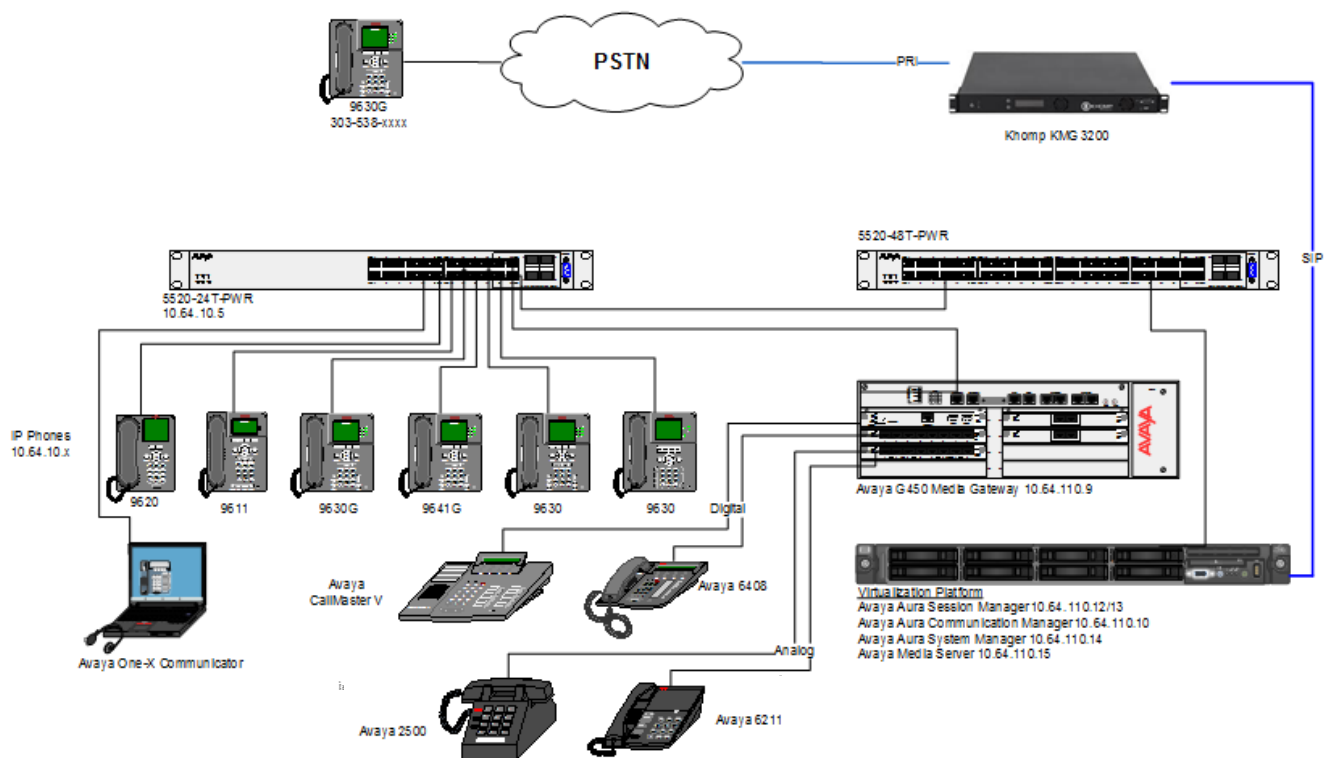 PSTN
PRI
9630G
303-538-xxxx
Khomp KMG 3200
5520-48T-PWR
SIP
5520-24T-PWR
10.64.10.5
IP Phones
10.64.10.x
9620
9611
9630G
9641G
9630
9630
AVAYA
Avaya G450 Media Gateway 10.64.110.9
Digital
Avaya
CallMaster V
Avaya 6408
Virtualization Platform
Avaya Aura Session Manager 10.64.110.12/13
Avaya Aura Communication Manager 10.64.110.10
Avaya Aura System Manager 10.64.110.14
Avaya Media Server 10.64.110.15
Avaya One-X Communicator
Analog
Avaya 2500
Avaya 6211